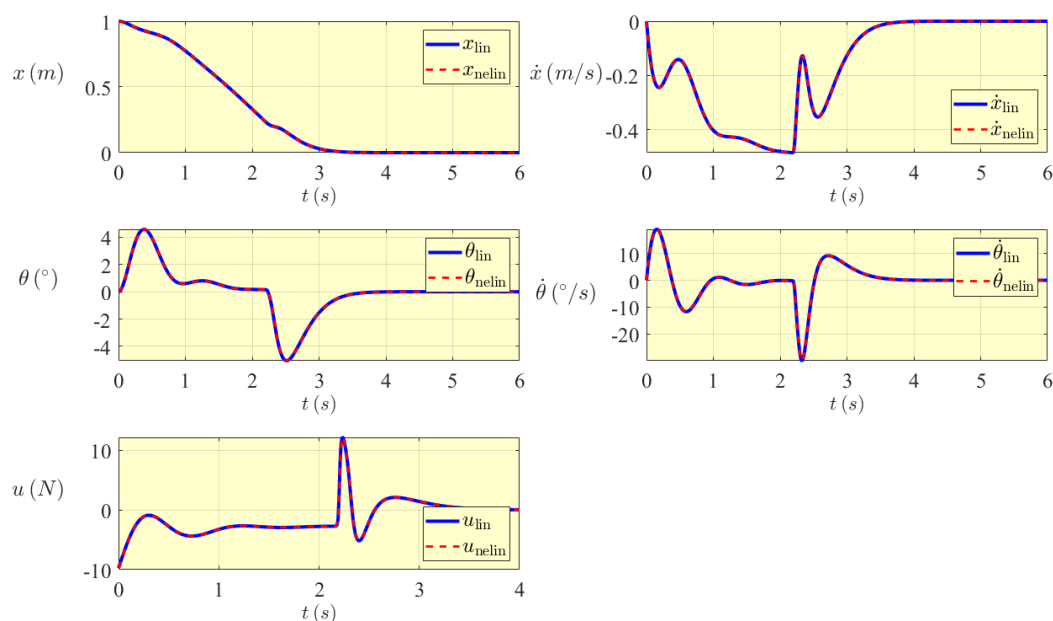 x (m)
1
0.5
0
0 1 2 3 4 5 6
t (s)
x_lin
x_nelin
ẋ (m/s)
0
-0.2
-0.4
0 1 2 3 4 5 6
t (s)
ẋ_lin
ẋ_nelin
θ (°)
4
2
0
-2
-4
0 1 2 3 4 5 6
t (s)
θ_lin
θ_nelin
θ̇ (°/s)
10
0
-10
-20
0 1 2 3 4 5 6
t (s)
θ̇_lin
θ̇_nelin
u (N)
10
0
-10
0 1 2 3 4
t (s)
u_lin
u_nelin